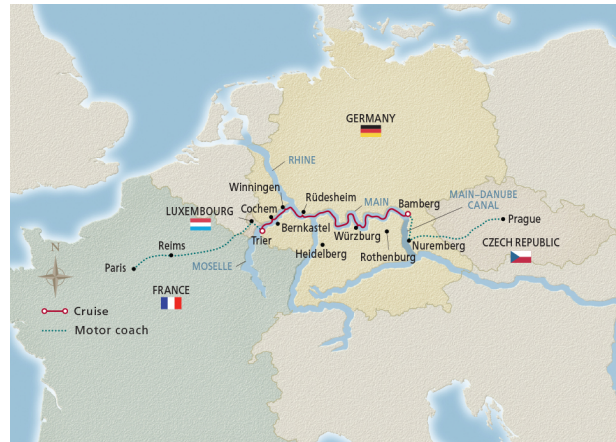 GERMANY
RHINE
Winningen
Rüdesheim
MAIN
Bamberg
MAIN–DANUBE
CANAL
LUXEMBOURG
Cochem
Prague
Bernkastel
Trier
Würzburg
Nuremberg
CZECH REPUBLIC
Reims
Heidelberg
Rothenburg
N
Paris
MOSELLE
FRANCE
Cruise
Motor coach